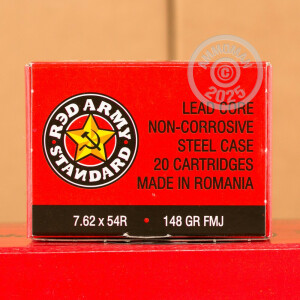 RED ARMY
STANDARD
LEAD CORE
NON-CORROSIVE
STEEL CASE
20 CARTRIDGES
MADE IN ROMANIA
7.62 x 54R • 148 GR FMJ
©
2025